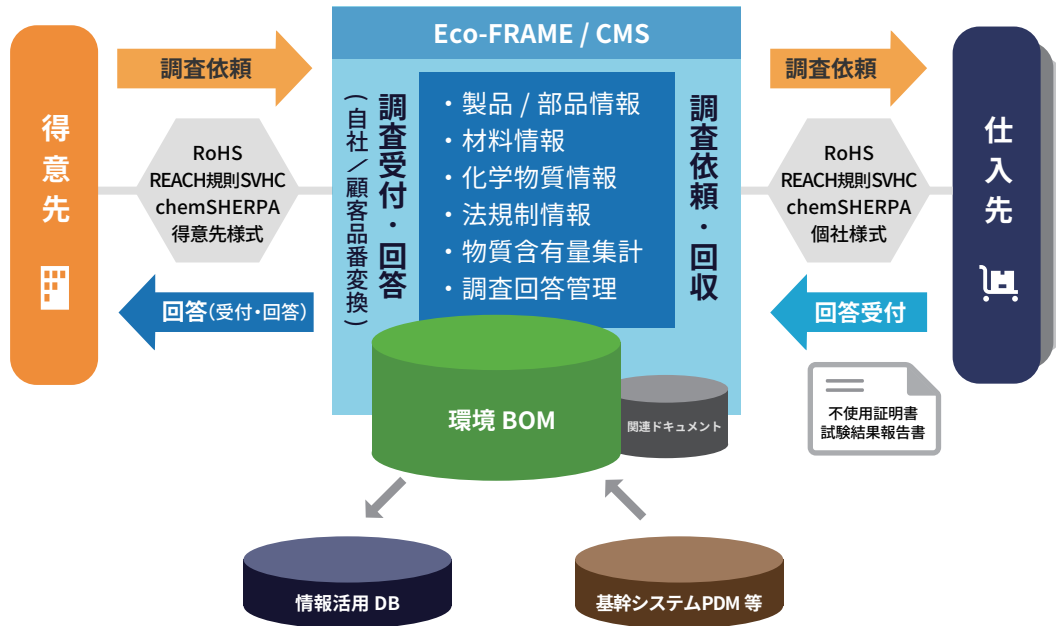 Eco-FRAME / CMS
得意先
調査依頼
RoHS
REACH規則SVHC
chemSHERPA
得意先様式
回答(受付・回答)
調査受付・回答
(自社/顧客品番変換)
・製品 / 部品情報
・材料情報
・化学物質情報
・法規制情報
・物質含有量集計
・調査回答管理
調査依頼・回収
調査依頼
RoHS
REACH規則SVHC
chemSHERPA
個社様式
回答受付
仕入先
不使用証明書
試験結果報告書
環境 BOM
関連ドキュメント
情報活用 DB
基幹システムPDM 等